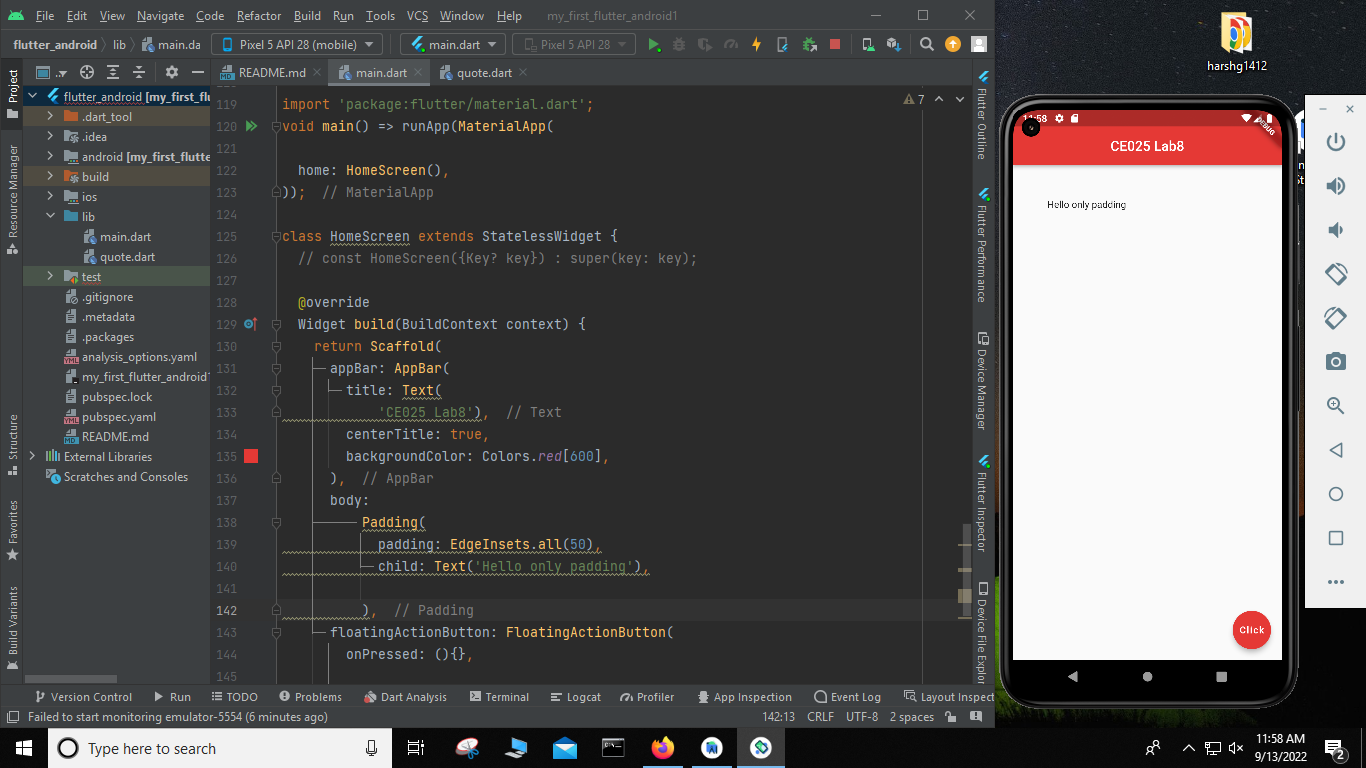 File Edit View Navigate Code Refactor Build Run Tools VCS Window Help my_first_flutter_android1
flutter_android lib main.da Pixel 5 API 28 (mobile) main.dart Pixel 5 API 28
Project
Resource Manager
Structure
Favorites
Build Variants
flutter_android [my_first_flu
.dart_tool
.idea
android [my_first_flutte
build
ios
lib
main.dart
quote.dart
test
.gitignore
.metadata
.packages
analysis_options.yaml
my_first_flutter_android1
pubspec.lock
pubspec.yaml
README.md
External Libraries
Scratches and Consoles
README.md main.dart quote.dart
7
119 import 'package:flutter/material.dart';
120 void main() => runApp(MaterialApp(
121
122 home: HomeScreen(),
123 )); // MaterialApp
124
125 class HomeScreen extends StatelessWidget {
126 // const HomeScreen({Key? key}) : super(key: key);
127
128 @override
129 Widget build(BuildContext context) {
130 return Scaffold(
131 appBar: AppBar(
132 title: Text(
133 'CE025 Lab8'), // Text
134 centerTitle: true,
135 backgroundColor: Colors.red[600],
136 ), // AppBar
137 body:
138 Padding(
139 padding: EdgeInsets.all(50),
140 child: Text('Hello only padding'),
141
142 ), // Padding
143 floatingActionButton: FloatingActionButton(
144 onPressed: (){},
145
Flutter Outline
Flutter Performance
Device Manager
Flutter Inspector
Device File Explor
Version Control Run TODO Problems Dart Analysis Terminal Logcat Profiler App Inspection Event Log Layout Inspect
Failed to start monitoring emulator-5554 (6 minutes ago) 142:13 CRLF UTF-8 2 spaces
harshg1412
11:58
DEBUG
CE025 Lab8
Hello only padding
Click
Type here to search
11:58 AM
9/13/2022
2